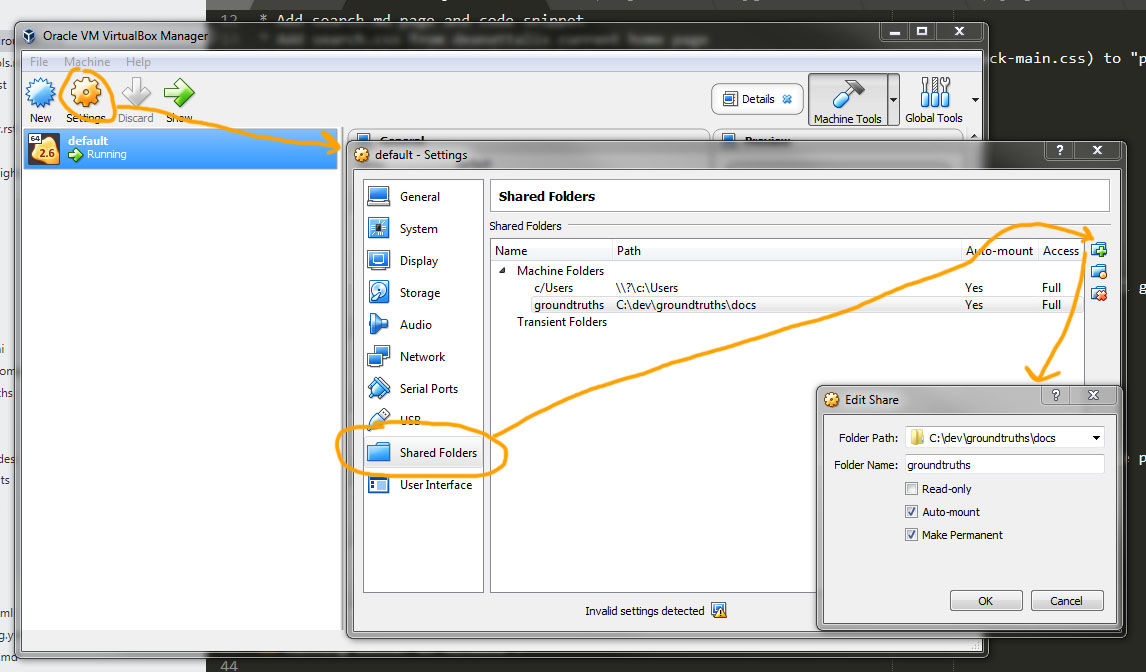 12 * Add search.md page and code snippet
* Add search.css from deanattali's current home page
Oracle VM VirtualBox Manager
ck-main.css) to "p
File Machine Help
New Settings Discard Show
Details
Machine Tools
Global Tools
default
Running
64
2.6
General
Preview
default - Settings
General
System
Display
Storage
Audio
Network
Serial Ports
USB
Shared Folders
User Interface
Shared Folders
Shared Folders
Name Path Auto-mount Access
Machine Folders
c/Users \\?\c:\Users Yes Full
groundtruths C:\dev\groundtruths\docs Yes Full
Transient Folders
Invalid settings detected
Edit Share
Folder Path: C:\dev\groundtruths\docs
Folder Name: groundtruths
Read-only
Auto-mount
Make Permanent
OK Cancel
44